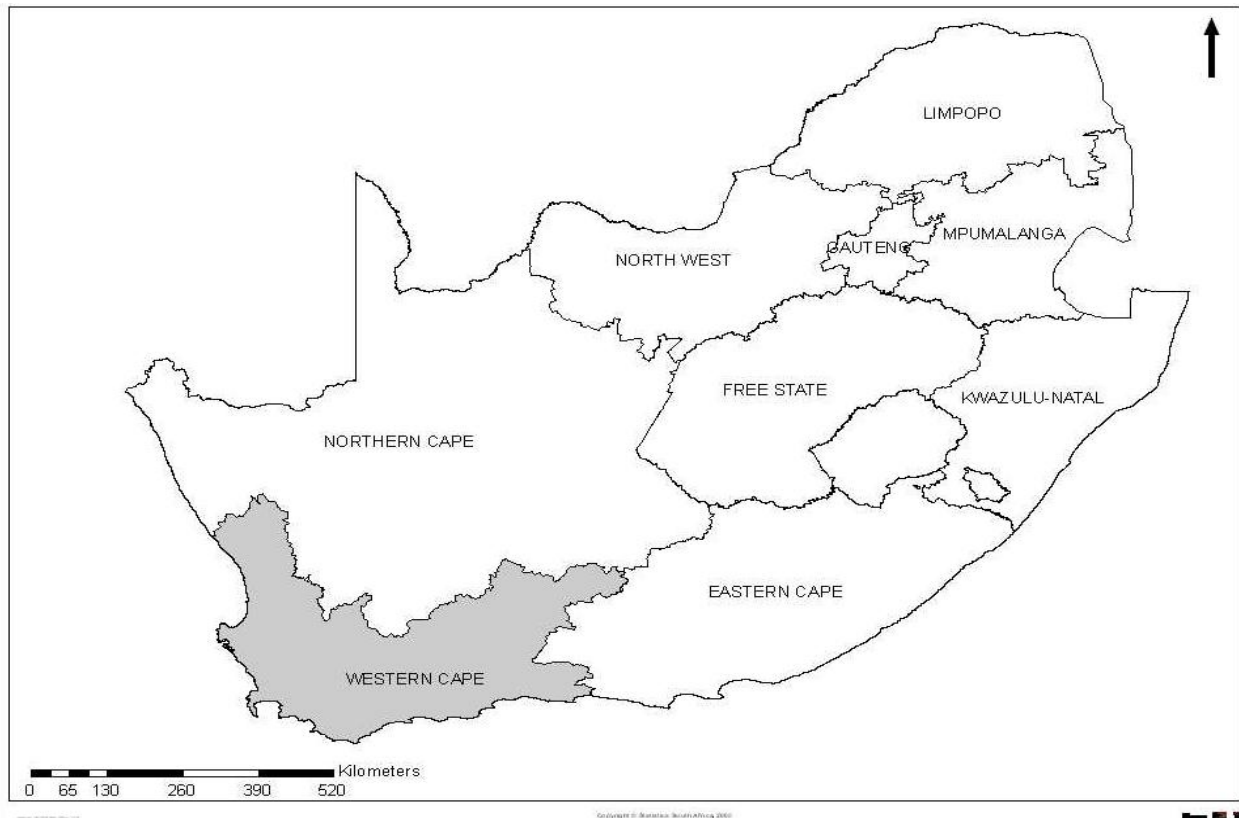 LIMPOPO
MPUMALANGA
GAUTENG
NORTH WEST
FREE STATE
KWAZULU-NATAL
NORTHERN CAPE
EASTERN CAPE
WESTERN CAPE
Kilometers
0 65 130 260 390 520